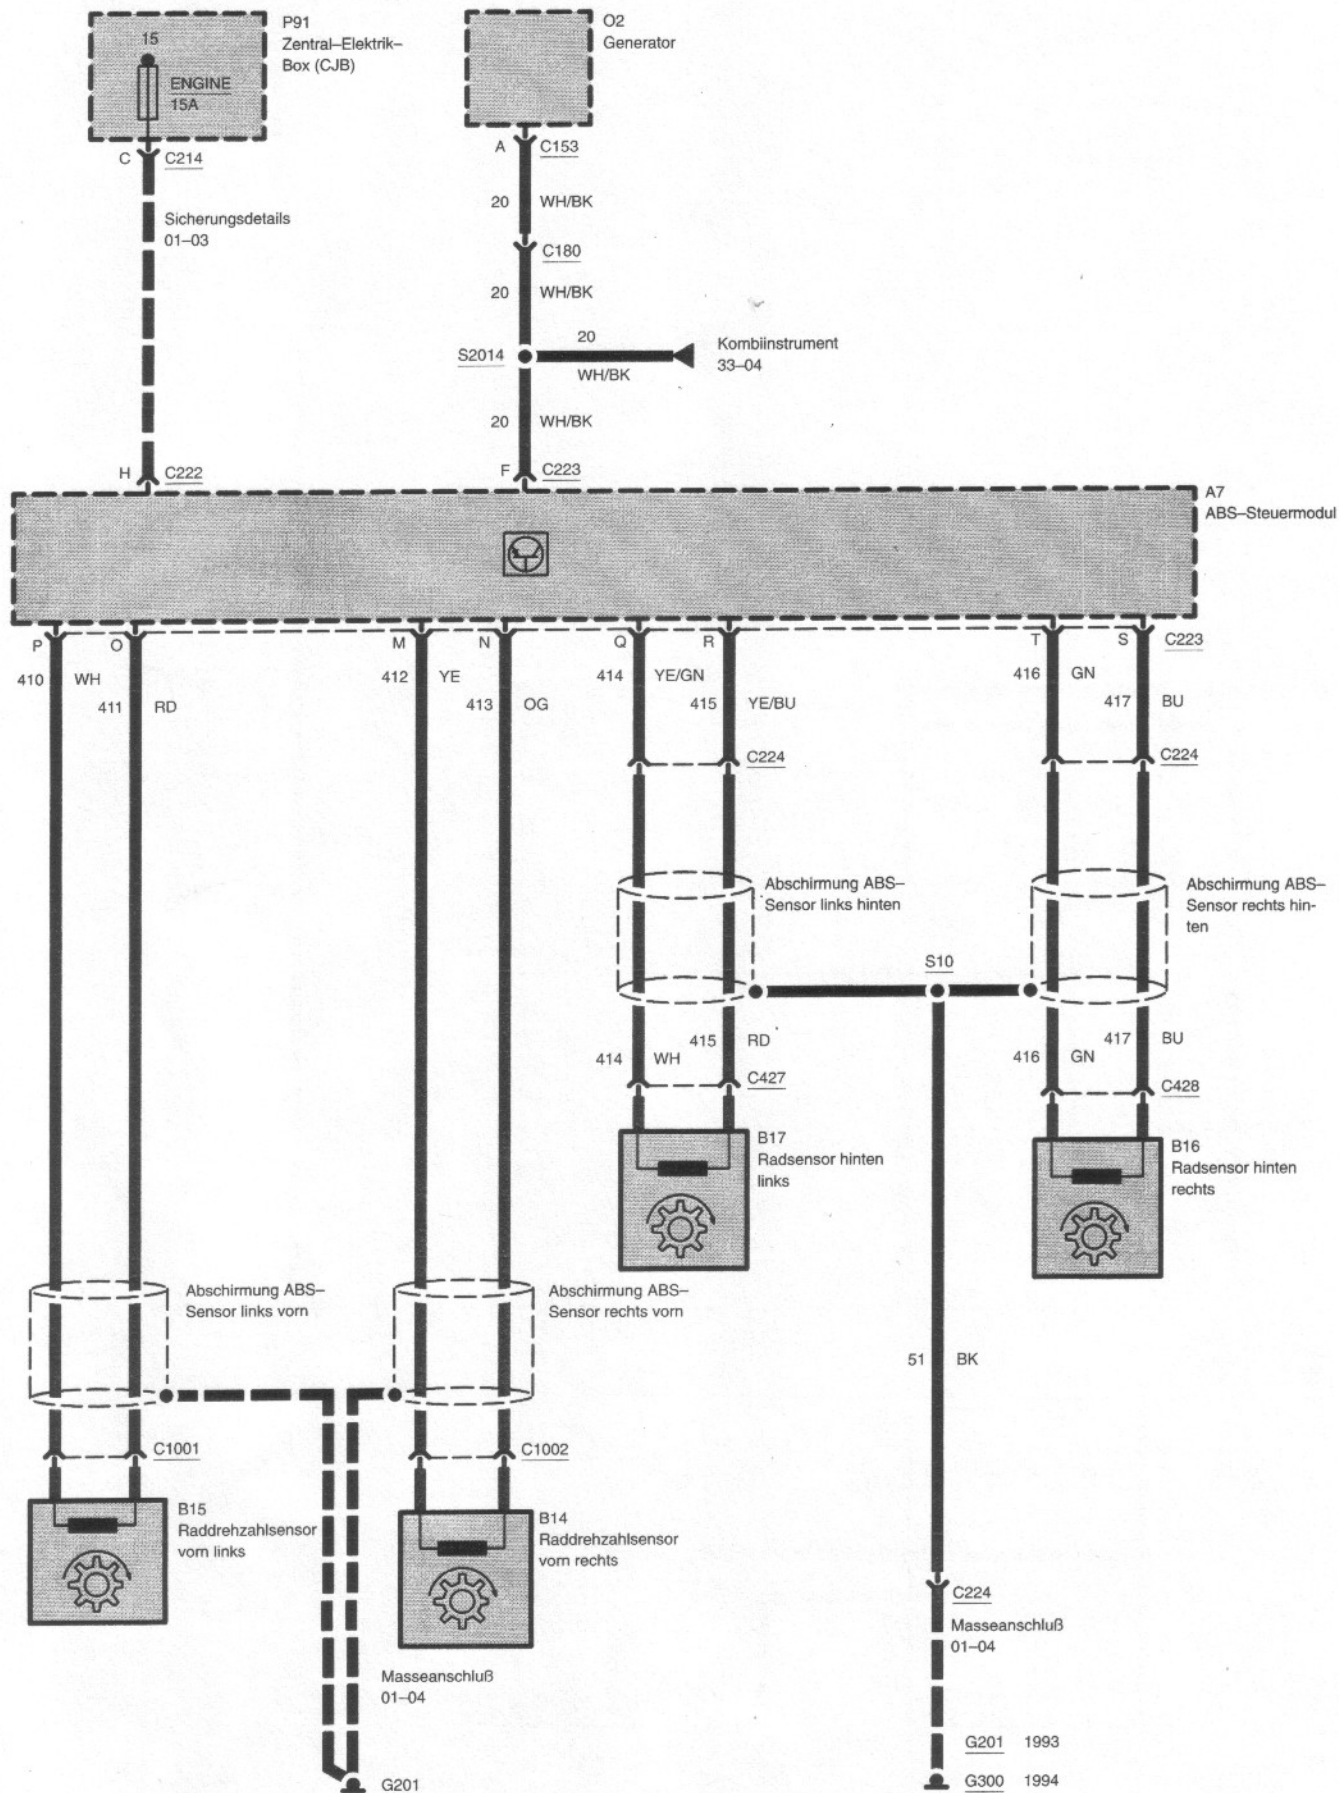 P91
Zentral–Elektrik–
Box (CJB)
15
ENGINE
15A
C
C214
Sicherungsdetails
01–03
H
C222
O2
Generator
A
C153
20
WH/BK
C180
20
WH/BK
20
S2014
WH/BK
Kombiinstrument
33–04
20
WH/BK
F
C223
A7
ABS–Steuermodul
P
O
M
N
Q
R
T
S
C223
410
WH
411
RD
412
YE
413
OG
414
YE/GN
415
YE/BU
416
GN
417
BU
C224
C224
Abschirmung ABS–
Sensor links hinten
Abschirmung ABS–
Sensor rechts hin-
ten
S10
414
WH
415
RD
C427
416
GN
417
BU
C428
B17
Radsensor hinten
links
B16
Radsensor hinten
rechts
Abschirmung ABS–
Sensor links vorn
Abschirmung ABS–
Sensor rechts vorn
51
BK
C1001
C1002
B15
Raddrehzahlsensor
vorn links
B14
Raddrehzahlsensor
vorn rechts
C224
Masseanschluß
01–04
Masseanschluß
01–04
G201
G201 1993
G300 1994